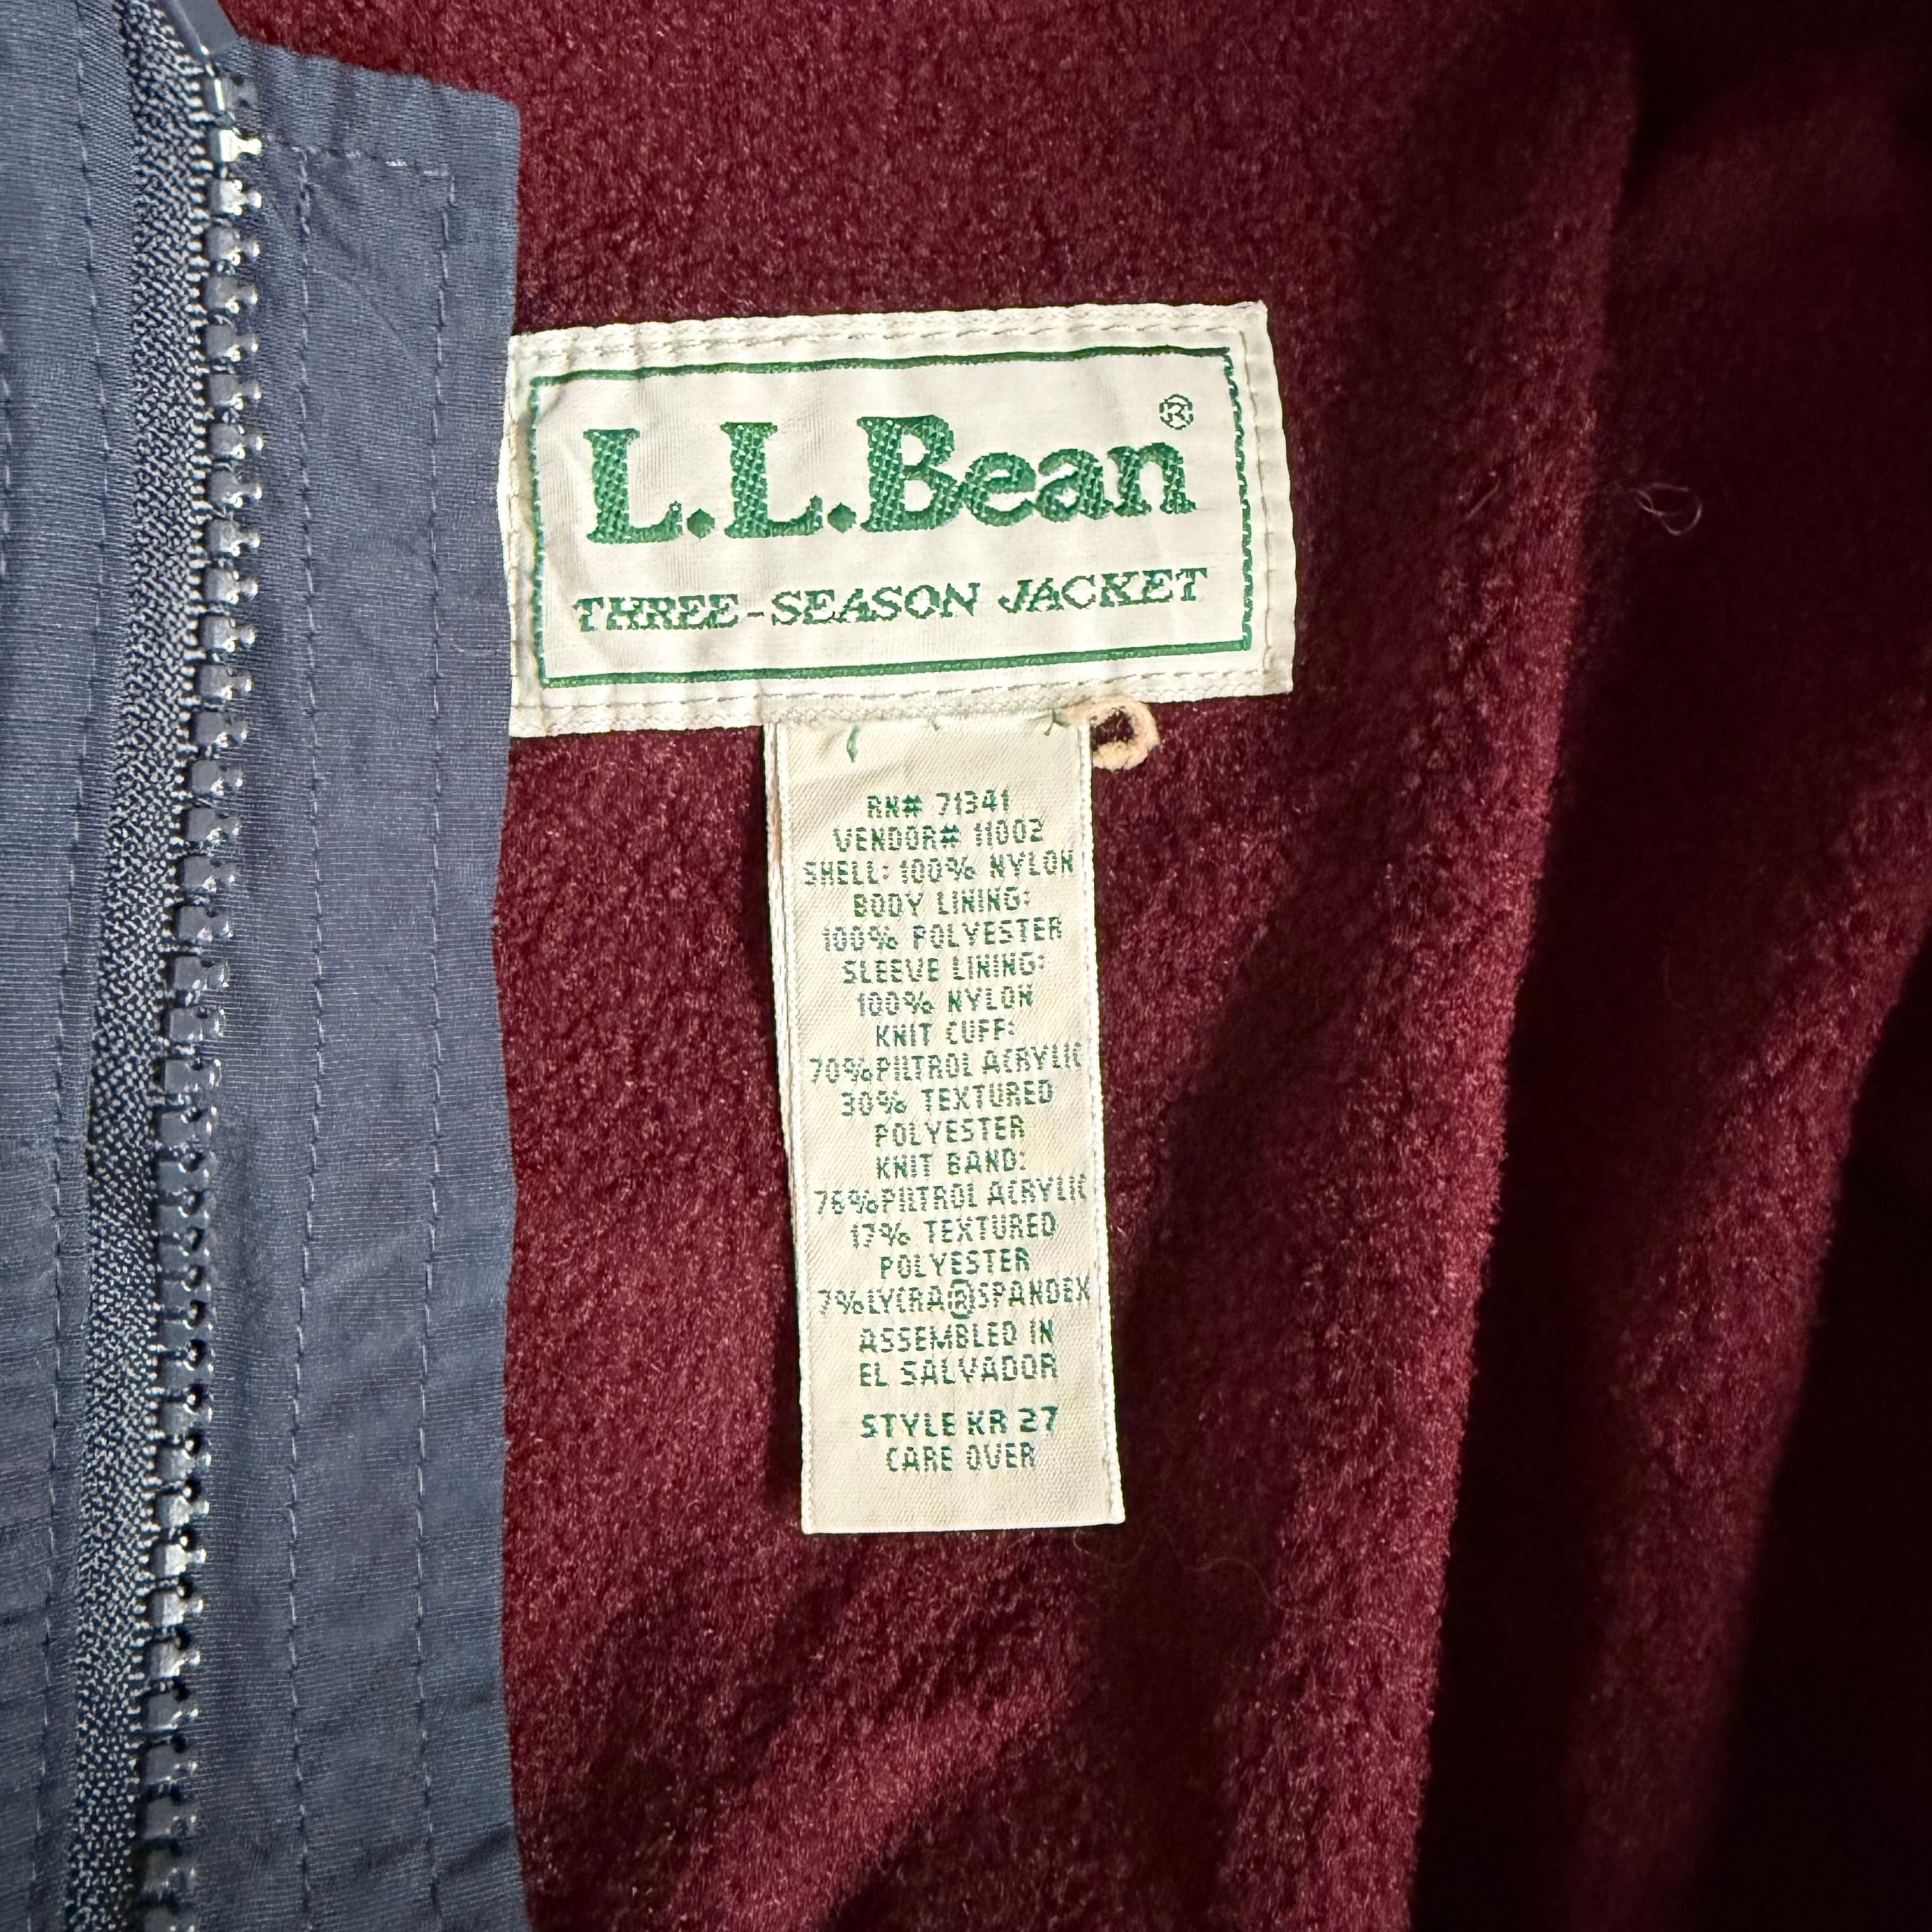 L.L.Bean®
THREE-SEASON JACKET
RN# 71341
VENDOR# 11002
SHELL: 100% NYLON
BODY LINING:
100% POLYESTER
SLEEVE LINING:
100% NYLON
KNIT CUFF:
70%PILTROL ACRYLIC
30% TEXTURED
POLYESTER
KNIT BAND:
76%PILTROL ACRYLIC
17% TEXTURED
POLYESTER
7%LYCRA®SPANDEX
ASSEMBLED IN
EL SALVADOR
STYLE KR 27
CARE OVER